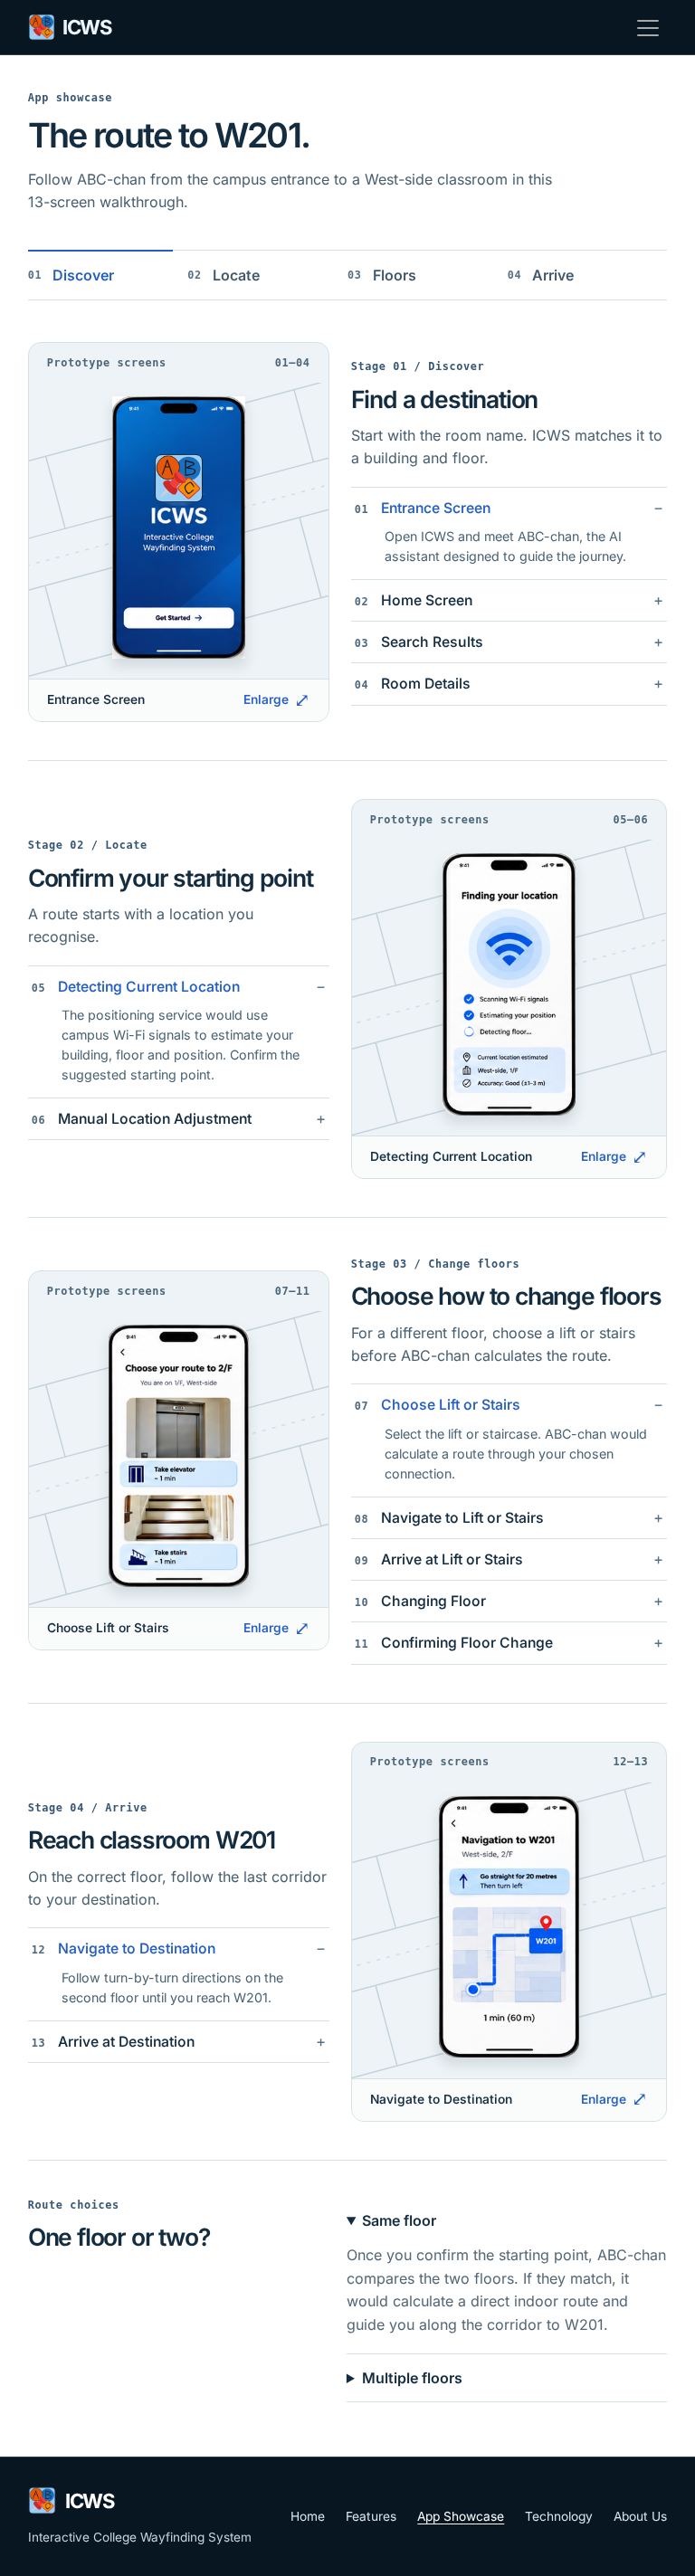 ICWS
App showcase
The route to W201.
Follow ABC-chan from the campus entrance to a West-side classroom in this
13-screen walkthrough.
01 Discover
02 Locate
03 Floors
04 Arrive
Prototype screens 01–04
9:41
ICWS
Interactive College
Wayfinding System
Get Started →
Entrance Screen Enlarge
Stage 01 / Discover
Find a destination
Start with the room name. ICWS matches it to
a building and floor.
01 Entrance Screen −
Open ICWS and meet ABC-chan, the AI
assistant designed to guide the journey.
02 Home Screen +
03 Search Results +
04 Room Details +
Stage 02 / Locate
Confirm your starting point
A route starts with a location you
recognise.
05 Detecting Current Location −
The positioning service would use
campus Wi-Fi signals to estimate your
building, floor and position. Confirm the
suggested starting point.
06 Manual Location Adjustment +
Prototype screens 05–06
9:41
Finding your location
Scanning Wi-Fi signals
Estimating your position
Detecting floor...
Current location estimated
West-side, 1/F
Accuracy: Good (±1–3 m)
Detecting Current Location Enlarge
Prototype screens 07–11
9:41
Choose your route to 2/F
You are on 1/F, West-side
Take elevator
~ 1 min
Take stairs
~ 1 min
Choose Lift or Stairs Enlarge
Stage 03 / Change floors
Choose how to change floors
For a different floor, choose a lift or stairs
before ABC-chan calculates the route.
07 Choose Lift or Stairs −
Select the lift or staircase. ABC-chan would
calculate a route through your chosen
connection.
08 Navigate to Lift or Stairs +
09 Arrive at Lift or Stairs +
10 Changing Floor +
11 Confirming Floor Change +
Stage 04 / Arrive
Reach classroom W201
On the correct floor, follow the last corridor
to your destination.
12 Navigate to Destination −
Follow turn-by-turn directions on the
second floor until you reach W201.
13 Arrive at Destination +
Prototype screens 12–13
9:41
Navigation to W201
West-side, 2/F
Go straight for 20 metres
Then turn left
W201
1 min (60 m)
Navigate to Destination Enlarge
Route choices
One floor or two?
Same floor
Once you confirm the starting point, ABC-chan
compares the two floors. If they match, it
would calculate a direct indoor route and
guide you along the corridor to W201.
Multiple floors
ICWS
Interactive College Wayfinding System
Home Features App Showcase Technology About Us